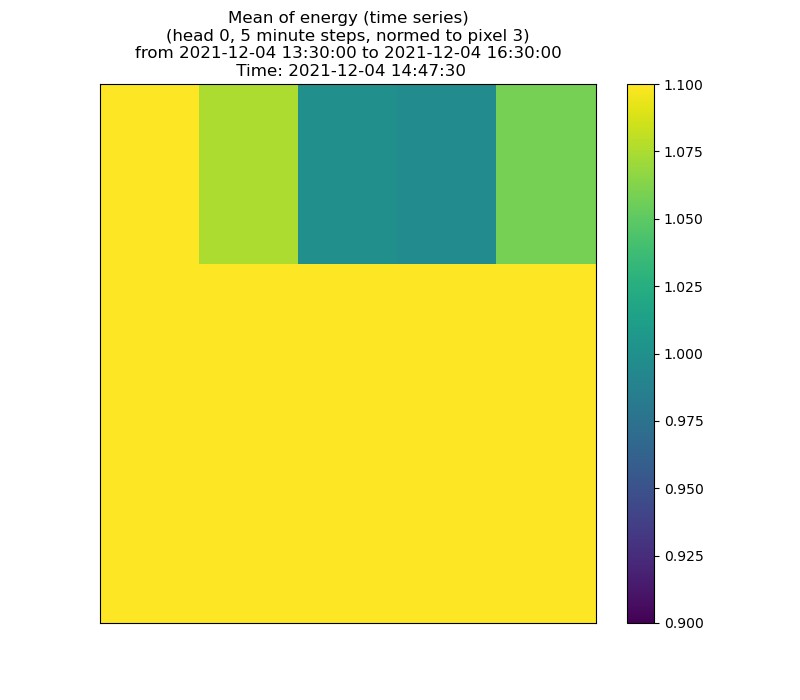 Mean of energy (time series)
(head 0, 5 minute steps, normed to pixel 3)
from 2021-12-04 13:30:00 to 2021-12-04 16:30:00
Time: 2021-12-04 14:47:30
1.100
1.075
1.050
1.025
1.000
0.975
0.950
0.925
0.900